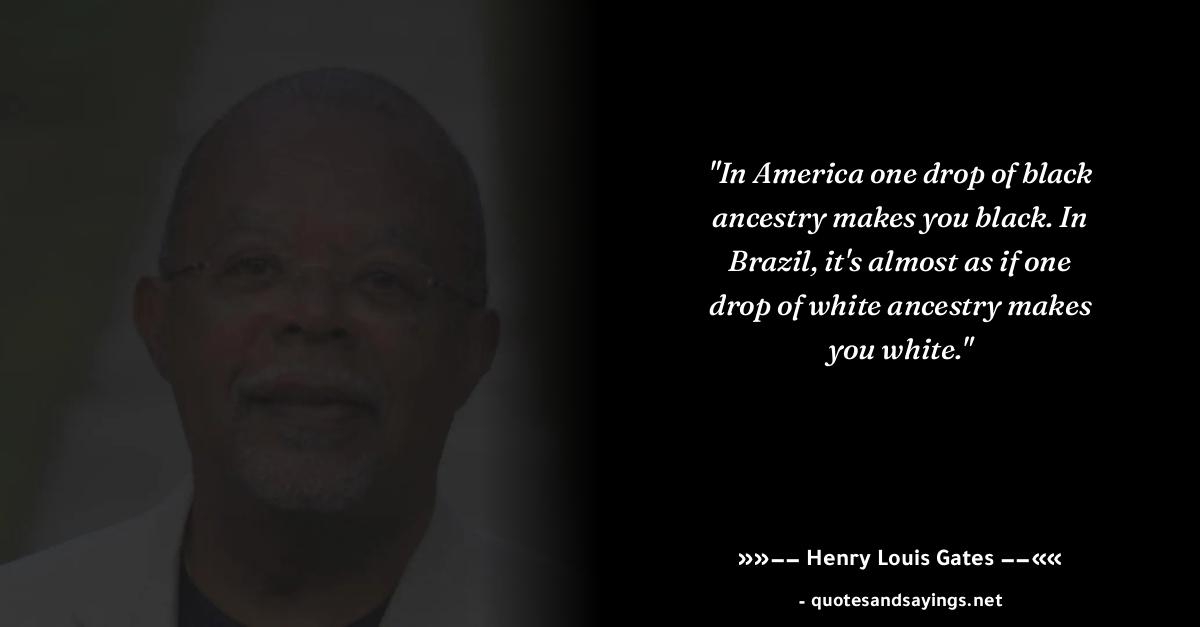 "In America one drop of black
ancestry makes you black. In
Brazil, it's almost as if one
drop of white ancestry makes
you white."
»»–– Henry Louis Gates ––««
- quotesandsayings.net